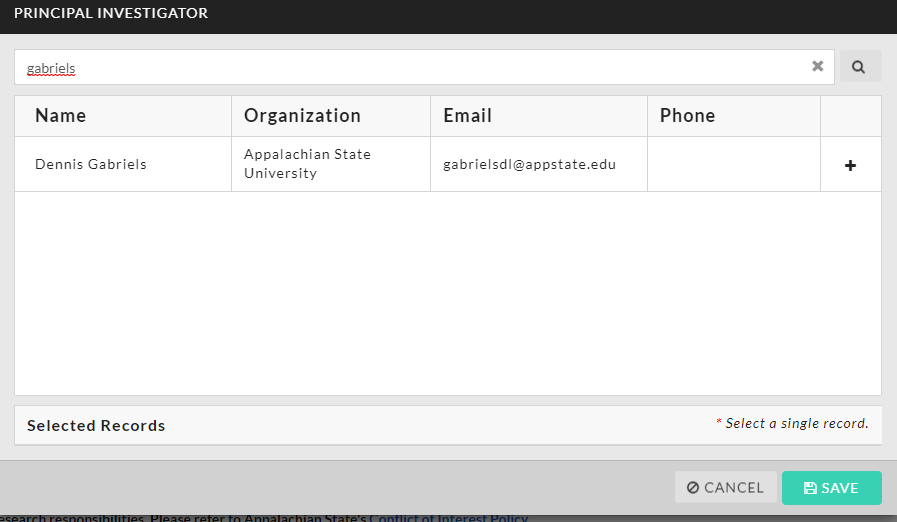 PRINCIPAL INVESTIGATOR
gabriels
Name Organization Email Phone
Dennis Gabriels Appalachian State University gabrielsdl@appstate.edu
Selected Records * Select a single record.
CANCEL SAVE
esearch responsibilities. Please refer to Appalachian State's Conflict of Interest Policy